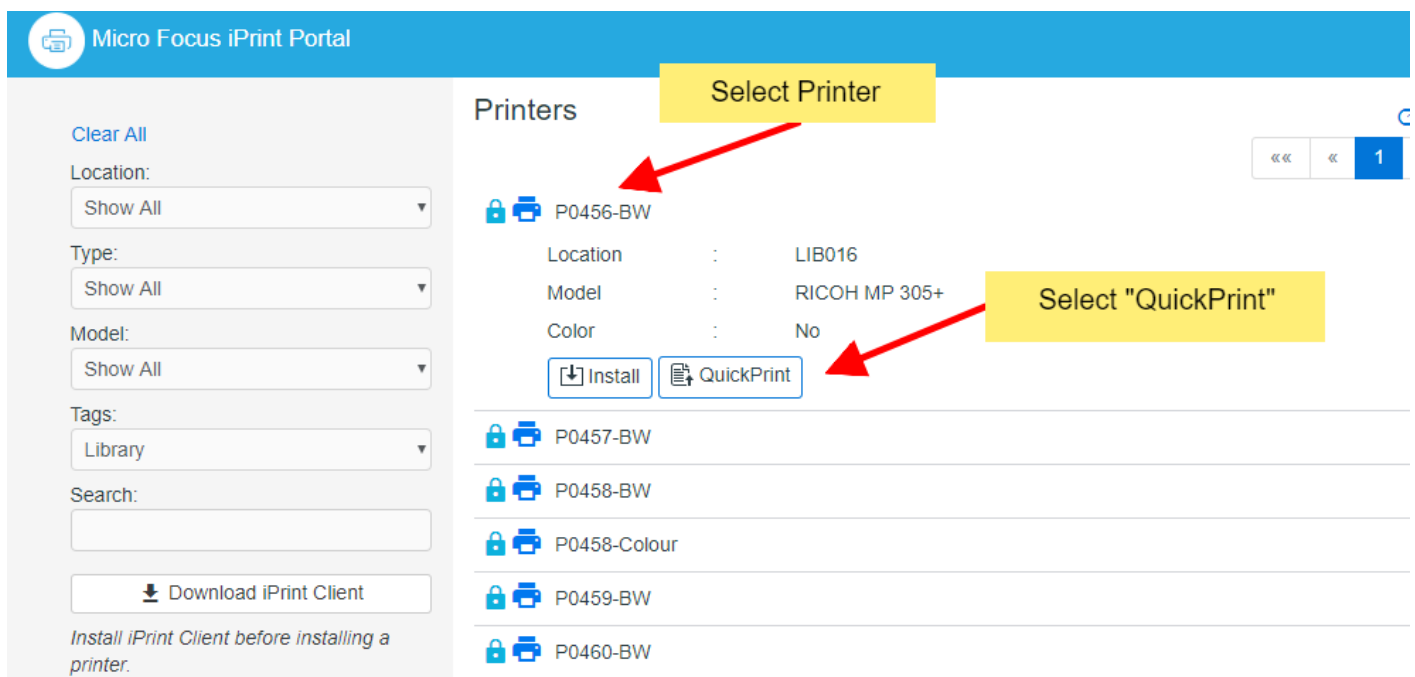 Micro Focus iPrint Portal
Select Printer
Printers
Clear All
«« « 1
Location:
Show All
P0456-BW
Type:
Location : LIB016
Show All
Model : RICOH MP 305+
Select "QuickPrint"
Model:
Color : No
Show All
Install QuickPrint
Tags:
Library
P0457-BW
Search:
P0458-BW
P0458-Colour
Download iPrint Client
P0459-BW
Install iPrint Client before installing a
printer.
P0460-BW